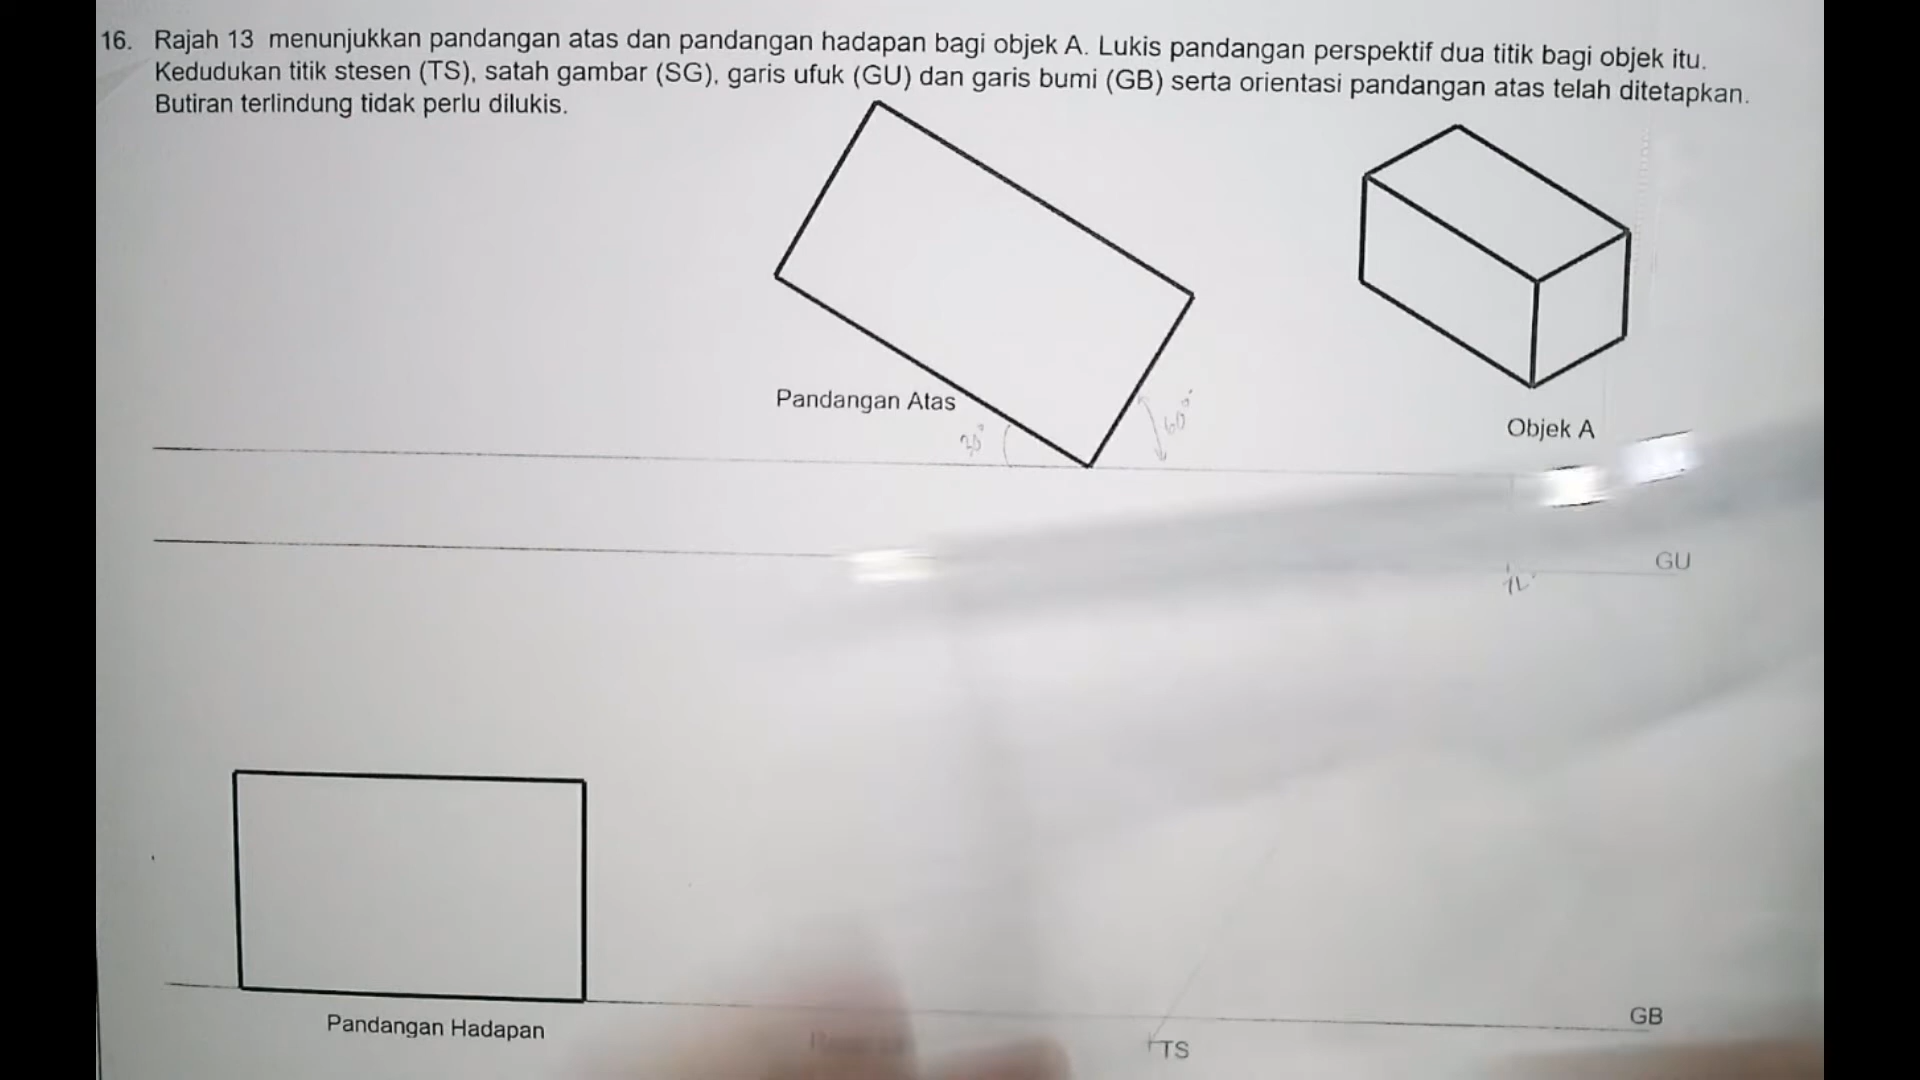 16. Rajah 13 menunjukkan pandangan atas dan pandangan hadapan bagi objek A. Lukis pandangan perspektif dua titik bagi objek itu.
Kedudukan titik stesen (TS), satah gambar (SG), garis ufuk (GU) dan garis bumi (GB) serta orientasi pandangan atas telah ditetapkan.
Butiran terlindung tidak perlu dilukis.
Pandangan Atas
30°
60°
Objek A
GU
Pandangan Hadapan
GB
TS